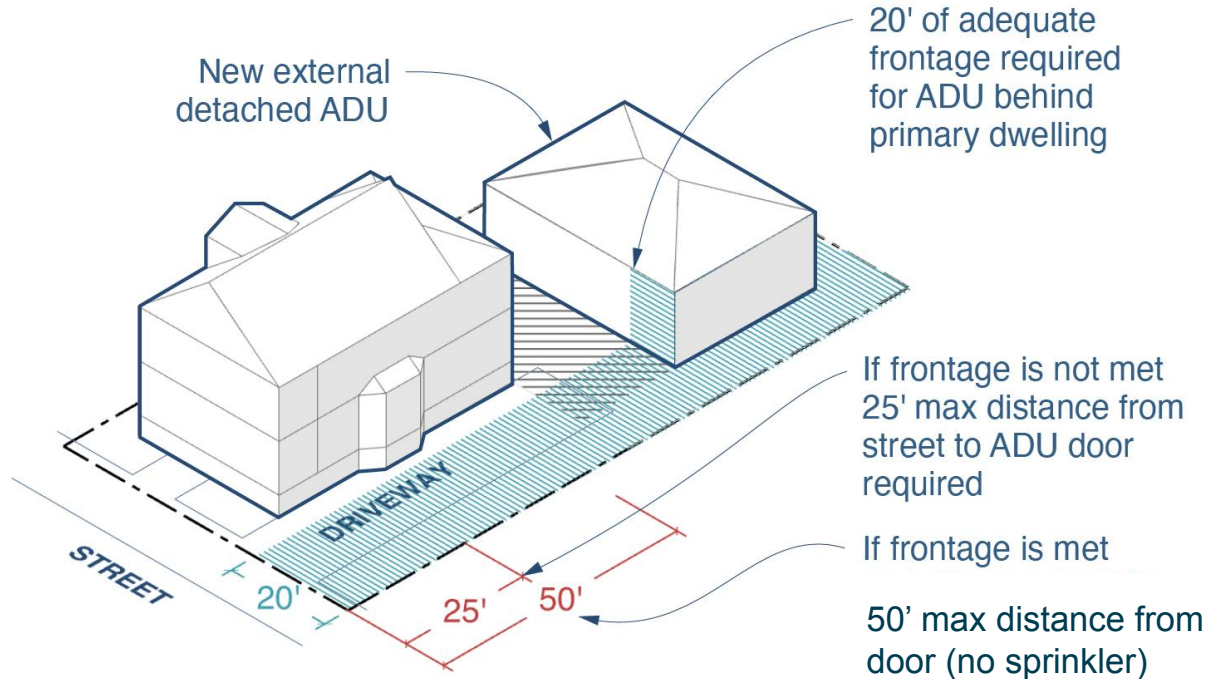 New external
detached ADU
20' of adequate
frontage required
for ADU behind
primary dwelling
If frontage is not met
25' max distance from
street to ADU door
required
If frontage is met
50’ max distance from
door (no sprinkler)
DRIVEWAY
STREET
20'
25'
50'